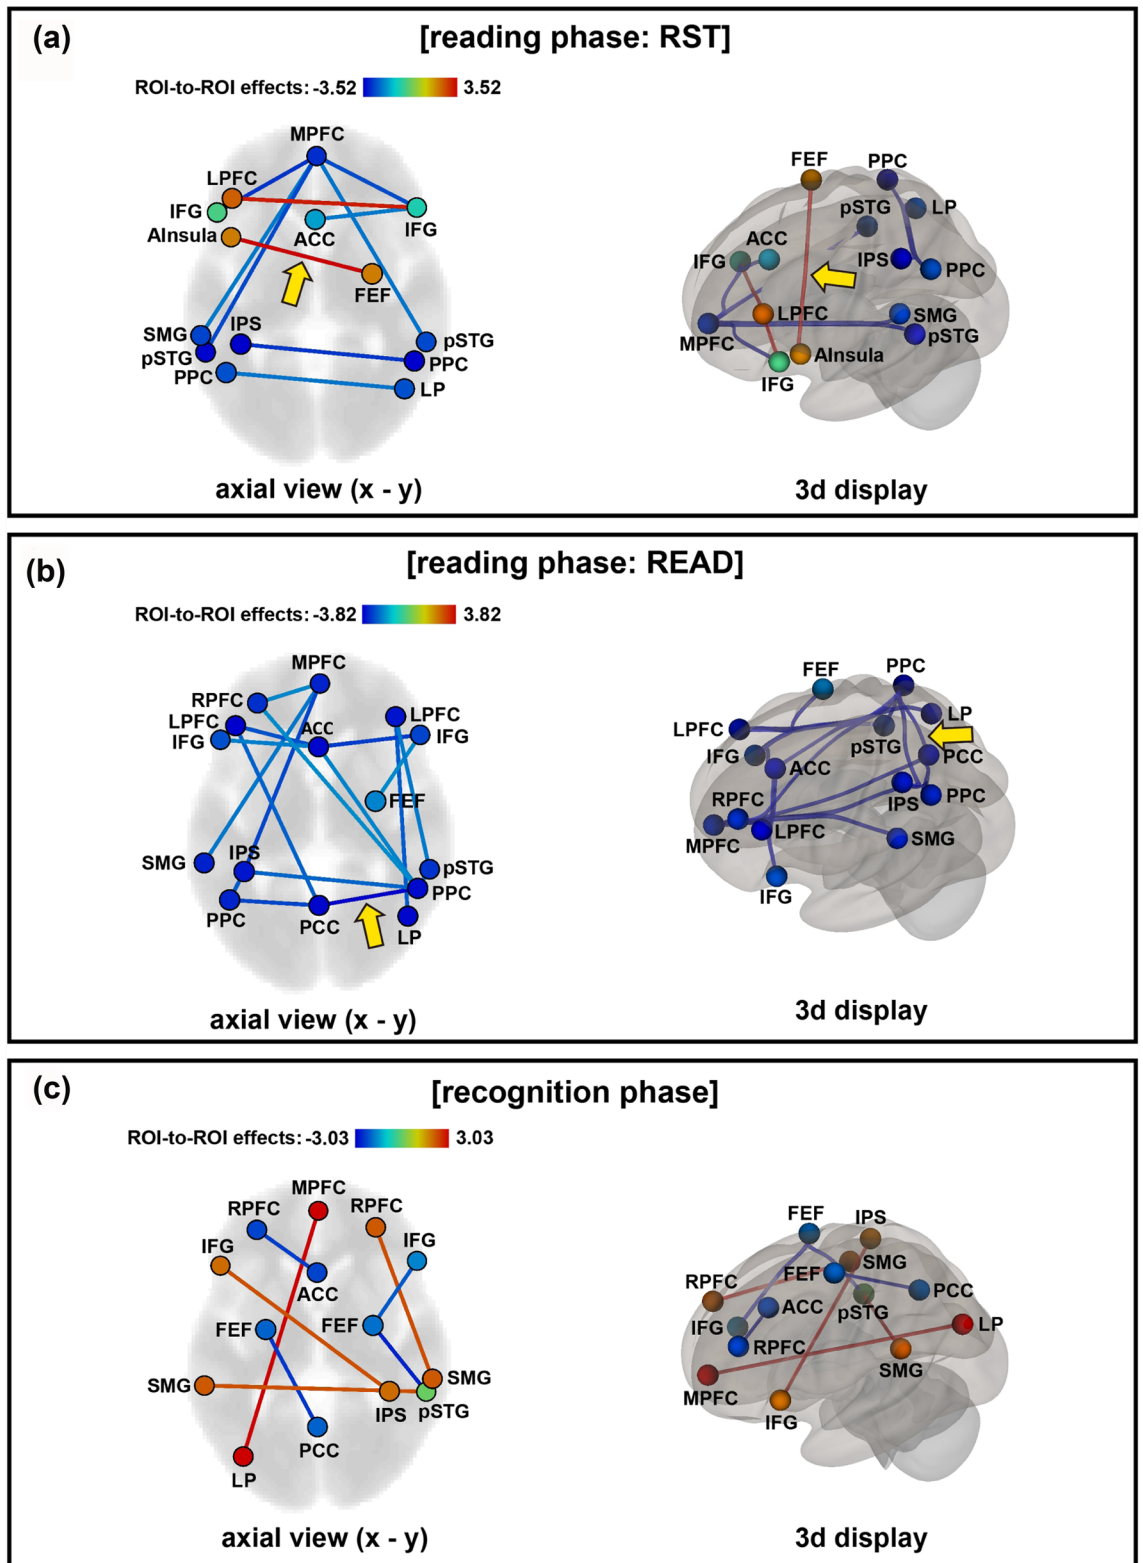 (a)
[reading phase: RST]
ROI-to-ROI effects: -3.52 3.52
MPFC
LPFC
IFG
IFG
AInsula
ACC
FEF
SMG
IPS
pSTG
pSTG
PPC
PPC
LP
axial view (x - y)
FEF
PPC
pSTG
LP
ACC
IFG
IPS
PPC
LPFC
SMG
MPFC
pSTG
AInsula
IFG
3d display
(b)
[reading phase: READ]
ROI-to-ROI effects: -3.82 3.82
MPFC
RPFC
LPFC
LPFC
ACC
IFG
IFG
FEF
SMG
IPS
pSTG
PPC
PPC
PCC
LP
axial view (x - y)
FEF
PPC
LP
LPFC
pSTG
IFG
PCC
ACC
IPS
PPC
RPFC
LPFC
SMG
MPFC
IFG
3d display
(c)
[recognition phase]
ROI-to-ROI effects: -3.03 3.03
MPFC
RPFC
RPFC
IFG
IFG
ACC
FEF
FEF
SMG
SMG
IPS
pSTG
PCC
LP
axial view (x - y)
FEF
IPS
SMG
FEF
RPFC
PCC
ACC
pSTG
IFG
LP
RPFC
SMG
MPFC
IFG
3d display